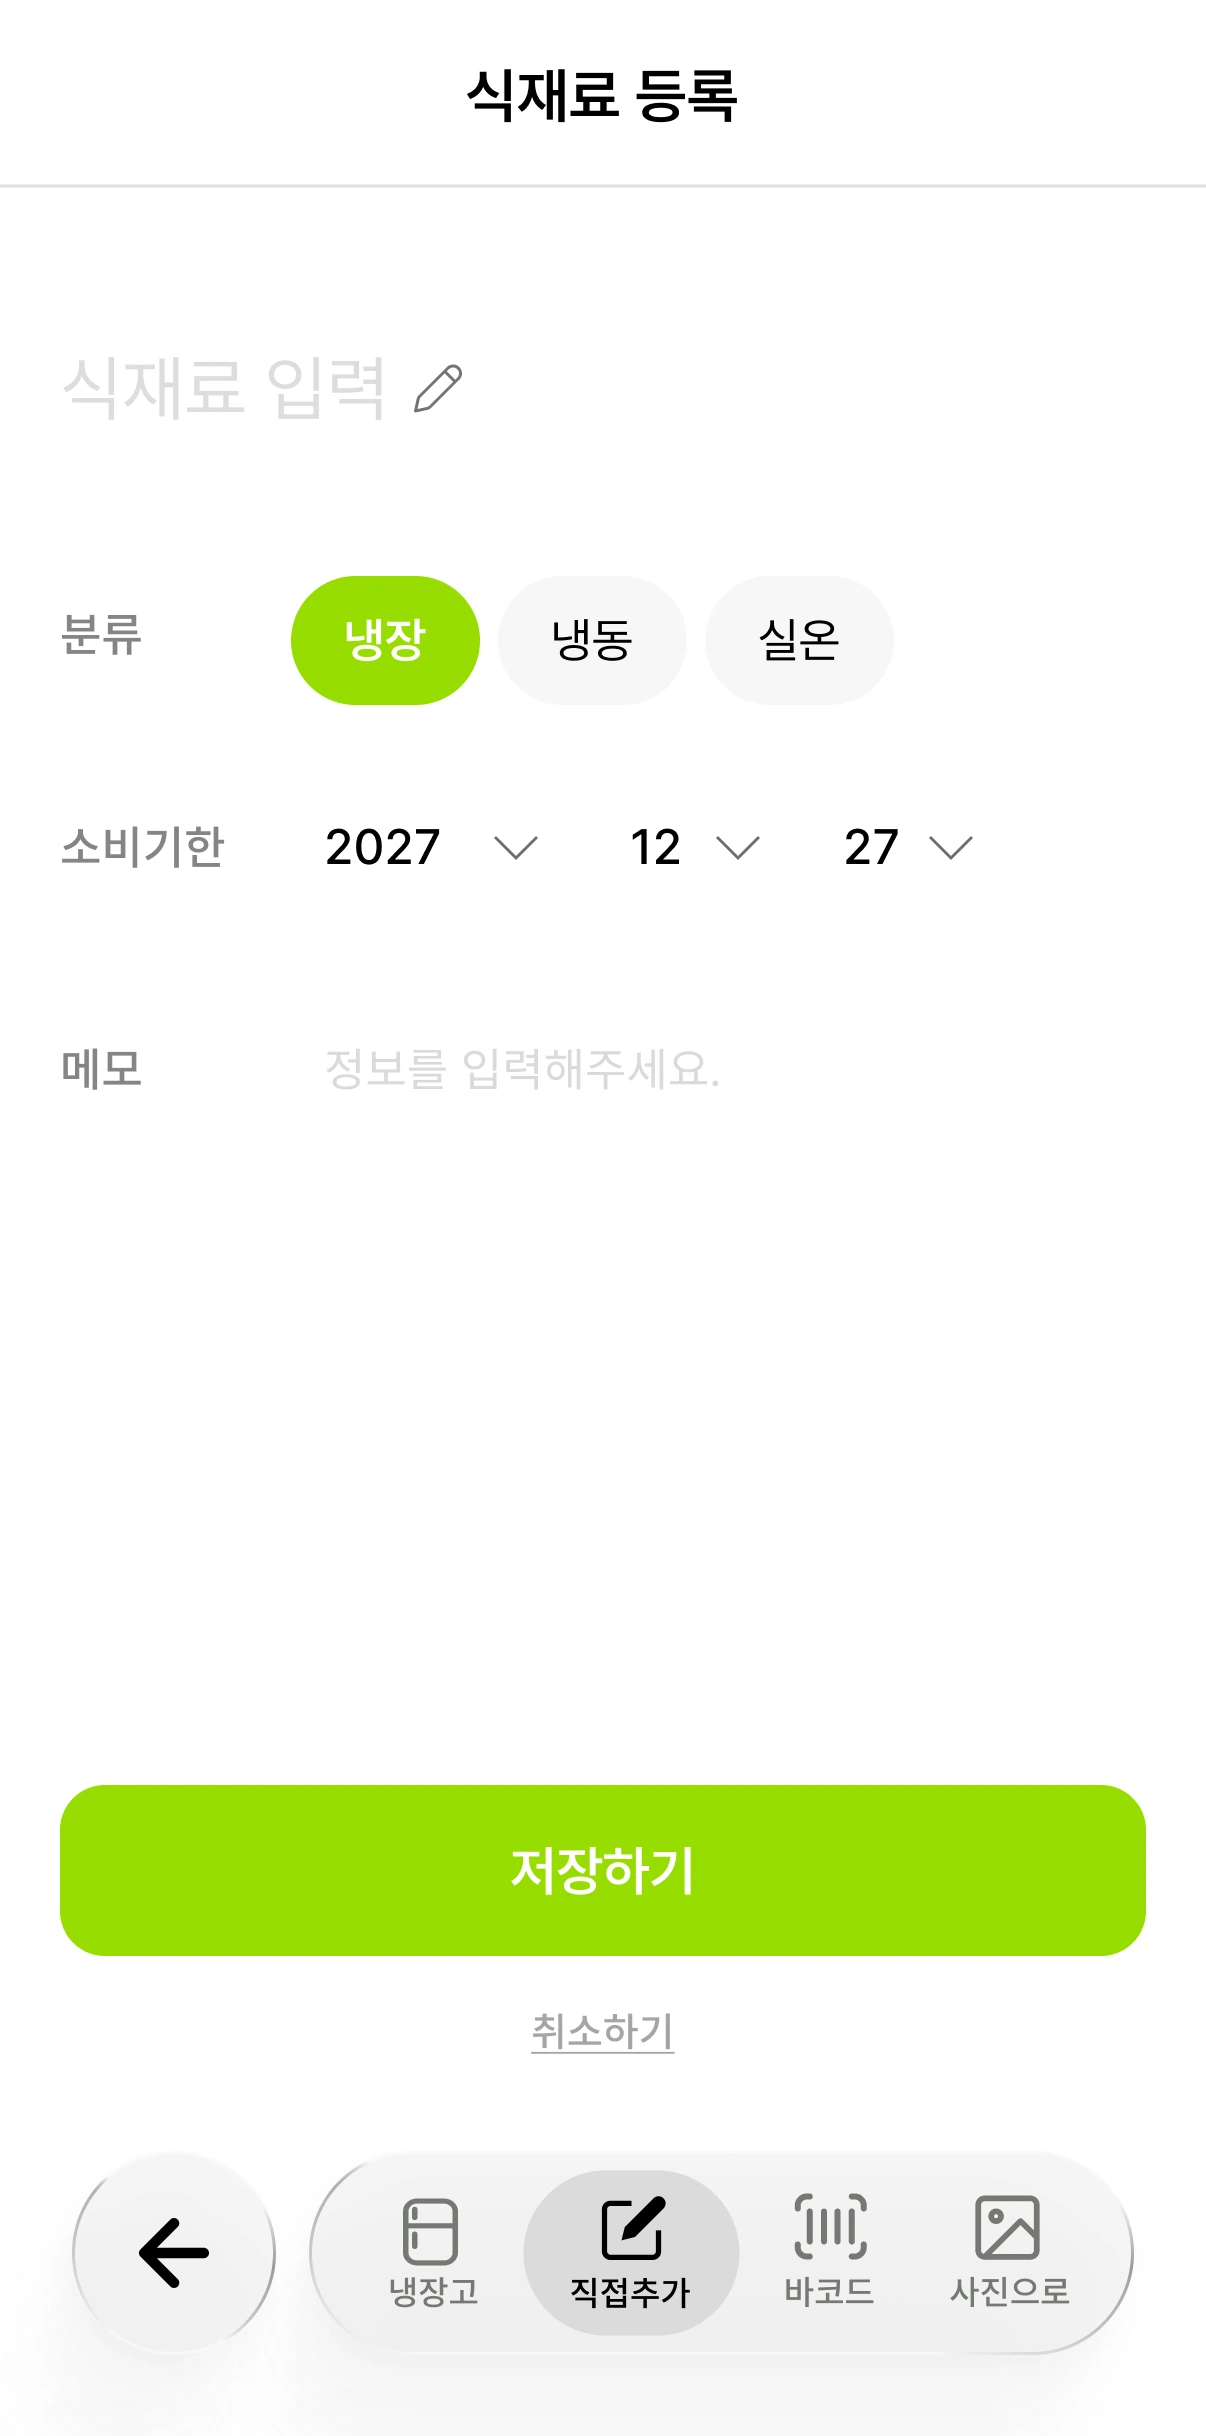 식재료 등록
식재료 입력
분류 냉장 냉동 실온
소비기한 2027 12 27
메모 정보를 입력해주세요.
저장하기
취소하기
냉장고 직접추가 바코드 사진으로